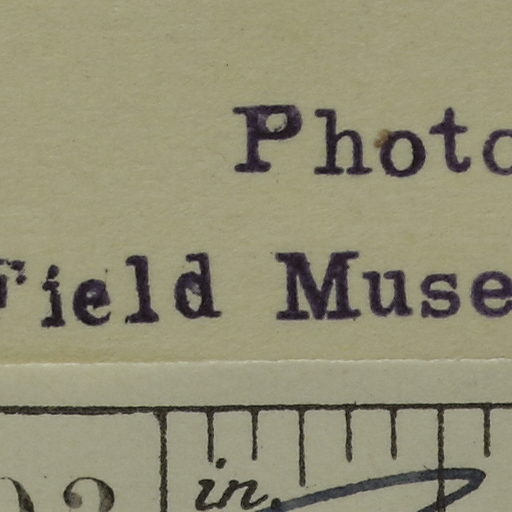 Photo
Field Muse
in.